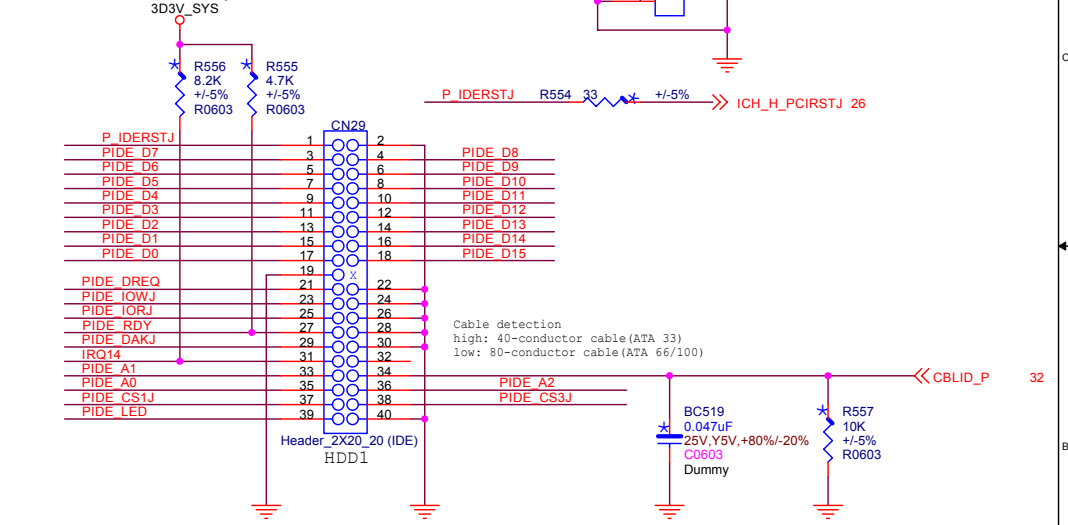 3D3V_SYS
R556
8.2K
+/-5%
R0603
R555
4.7K
+/-5%
R0603
P_IDERSTJ R554 33 +/-5% ICH_H_PCIRSTJ 26
C
CN29
P_IDERSTJ 1 2
PIDE_D7 3 4 PIDE_D8
PIDE_D6 5 6 PIDE_D9
PIDE_D5 7 8 PIDE_D10
PIDE_D4 9 10 PIDE_D11
PIDE_D3 11 12 PIDE_D12
PIDE_D2 13 14 PIDE_D13
PIDE_D1 15 16 PIDE_D14
PIDE_D0 17 18 PIDE_D15
19 X
PIDE_DREQ 21 22
PIDE_IOWJ 23 24
PIDE_IORJ 25 26
PIDE_RDY 27 28
PIDE_DAKJ 29 30
IRQ14 31 32
PIDE_A1 33 34
PIDE_A0 35 36 PIDE_A2
PIDE_CS1J 37 38 PIDE_CS3J
PIDE_LED 39 40
Header_2X20_20 (IDE)
HDD1
Cable detection
high: 40-conductor cable(ATA 33)
low: 80-conductor cable(ATA 66/100)
CBLID_P 32
BC519
0.047uF
25V,Y5V,+80%/-20%
C0603
Dummy
R557
10K
+/-5%
R0603
B